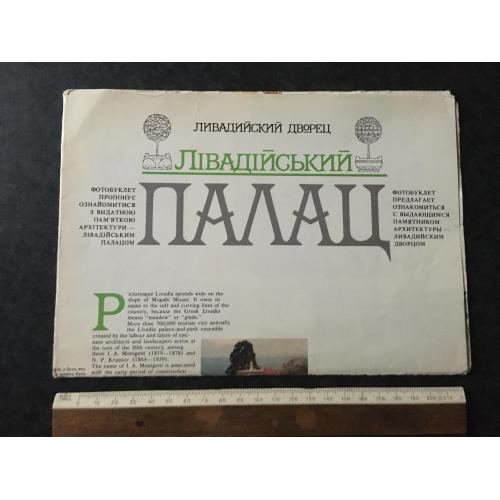 ЛИВАДИЙСКИЙ ДВОРЕЦ
ЛІВАДІЙСЬКИЙ
ПАЛАЦ
ФОТОБУКЛЕТ
ПРОПОНУЄ
ОЗНАЙОМИТИСЯ
З ВИДАТНОЮ
ПАМ'ЯТКОЮ
АРХІТЕКТУРИ —
ЛІВАДІЙСЬКИМ
ПАЛАЦОМ
ФОТОБУКЛЕТ
ПРЕДЛАГАЕТ
ОЗНАКОМИТЬСЯ
С ВЫДАЮЩИМСЯ
ПАМЯТНИКОМ
АРХИТЕКТУРЫ —
ЛИВАДИЙСКИМ
ДВОРЦОМ
Picturesque Livadia spreads wide on the
slope of Mogabi Mount. It owes its
name to the soft and curving lines of the
country, because the Greek Livadia
means "meadow" or "glade."
More than 700,000 tourists visit annually
the Livadia palace-and-park ensemble
created by the labour and talent of eminent architects and landscapers active at
the turn of the 20th century, among
these I. A. Monigetti (1819—1878) and
N. P. Krasnov (1864—1939).
The name of I. A. Monigetti is associated
with the early period of construction